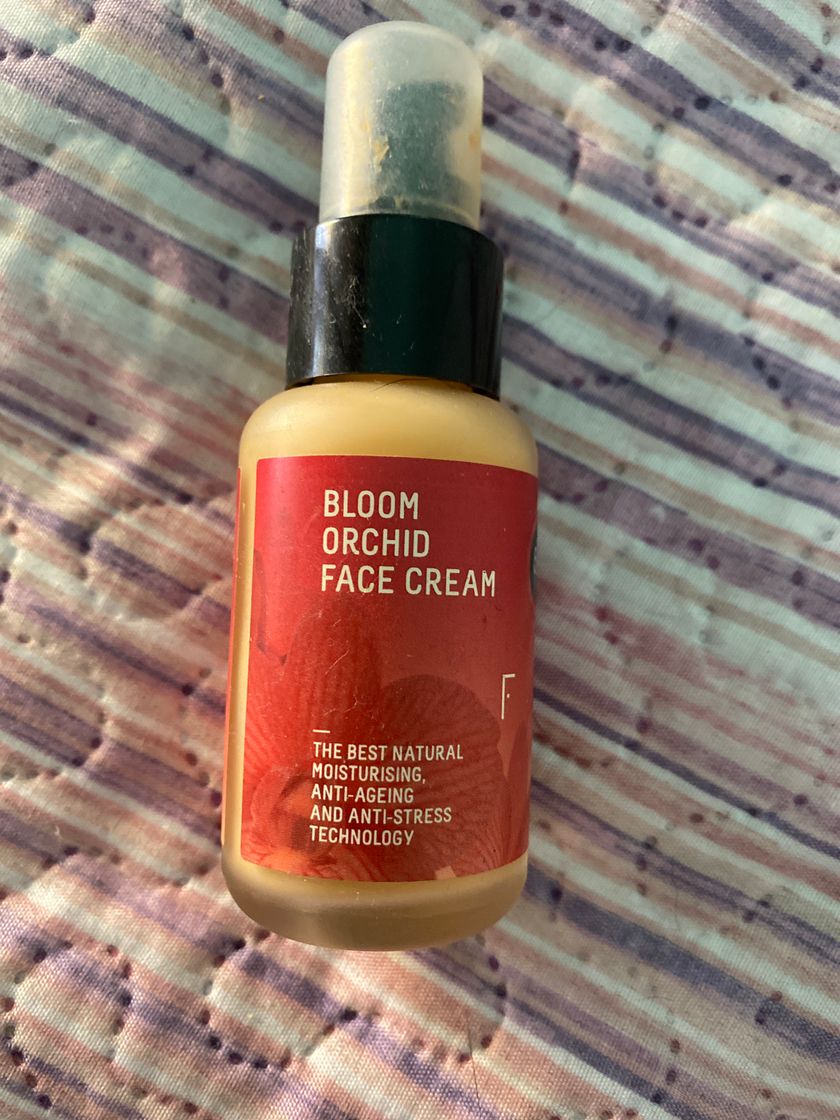 BLOOM
ORCHID
FACE CREAM
F
THE BEST NATURAL
MOISTURISING,
ANTI-AGEING
AND ANTI-STRESS
TECHNOLOGY